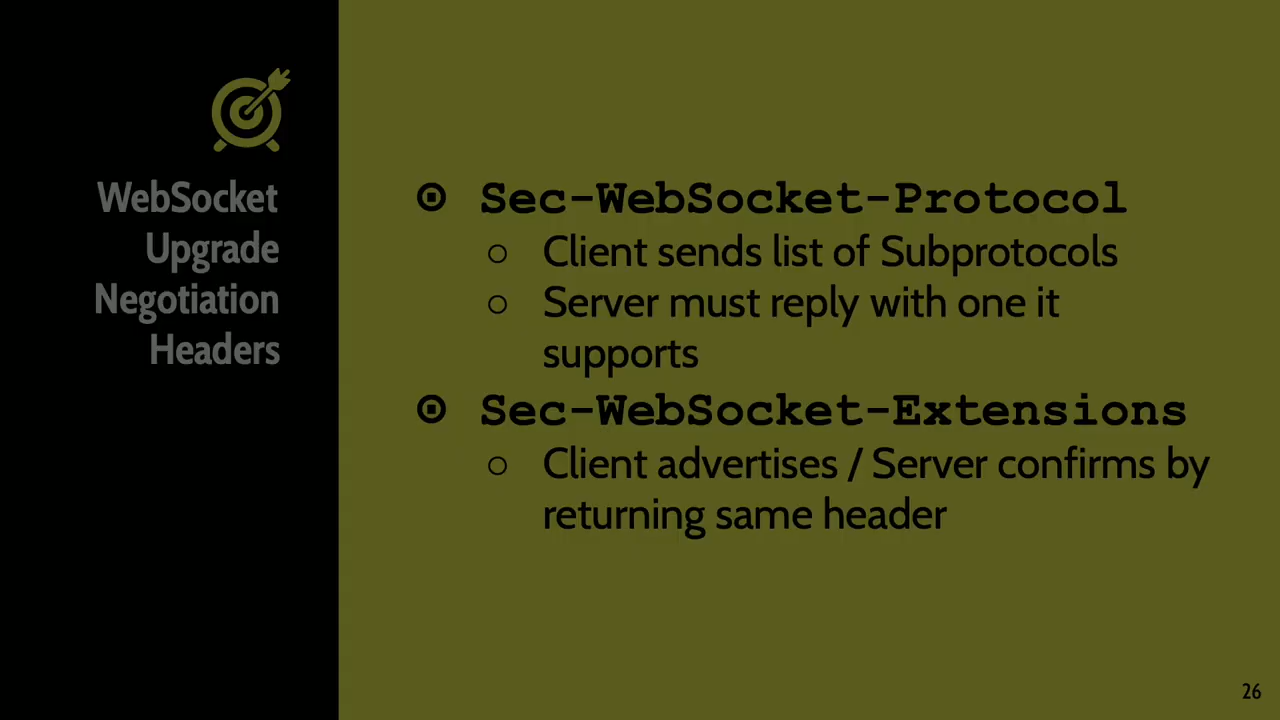 WebSocket
Upgrade
Negotiation
Headers
Sec-WebSocket-Protocol
Client sends list of Subprotocols
Server must reply with one it
supports
Sec-WebSocket-Extensions
Client advertises / Server confirms by
returning same header
26